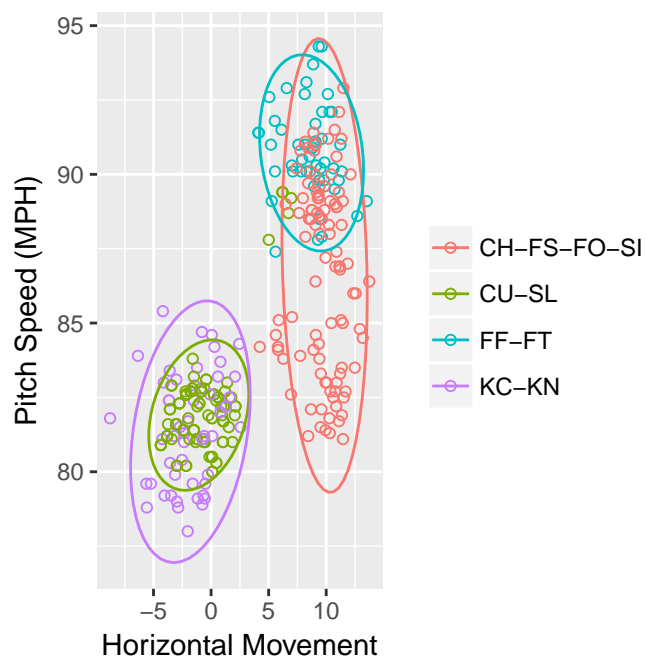 95
90
85
80
Pitch Speed (MPH)
−5 0 5 10
Horizontal Movement
CH−FS−FO−SI
CU−SL
FF−FT
KC−KN